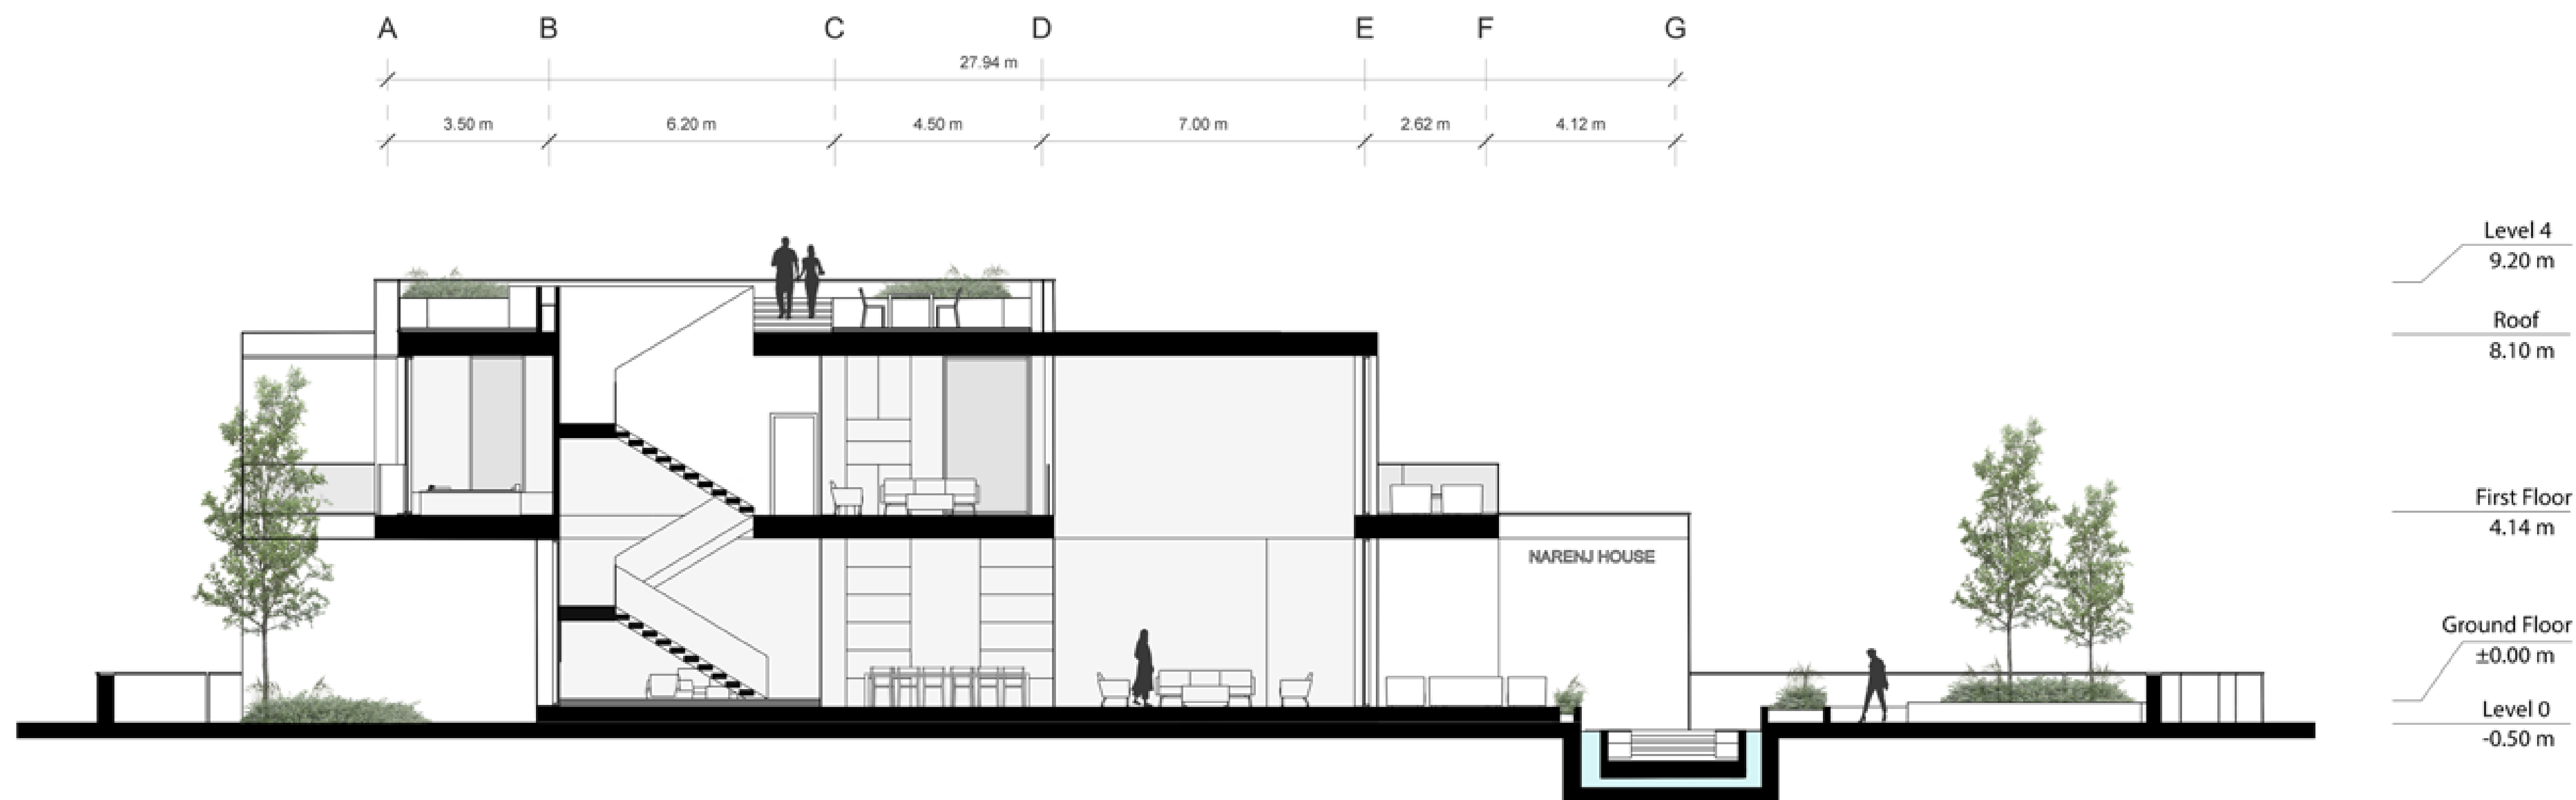 A B C D E F G
27.94 m
3.50 m 6.20 m 4.50 m 7.00 m 2.62 m 4.12 m
Level 4
9.20 m
Roof
8.10 m
First Floor
4.14 m
NARENJ HOUSE
Ground Floor
±0.00 m
Level 0
-0.50 m